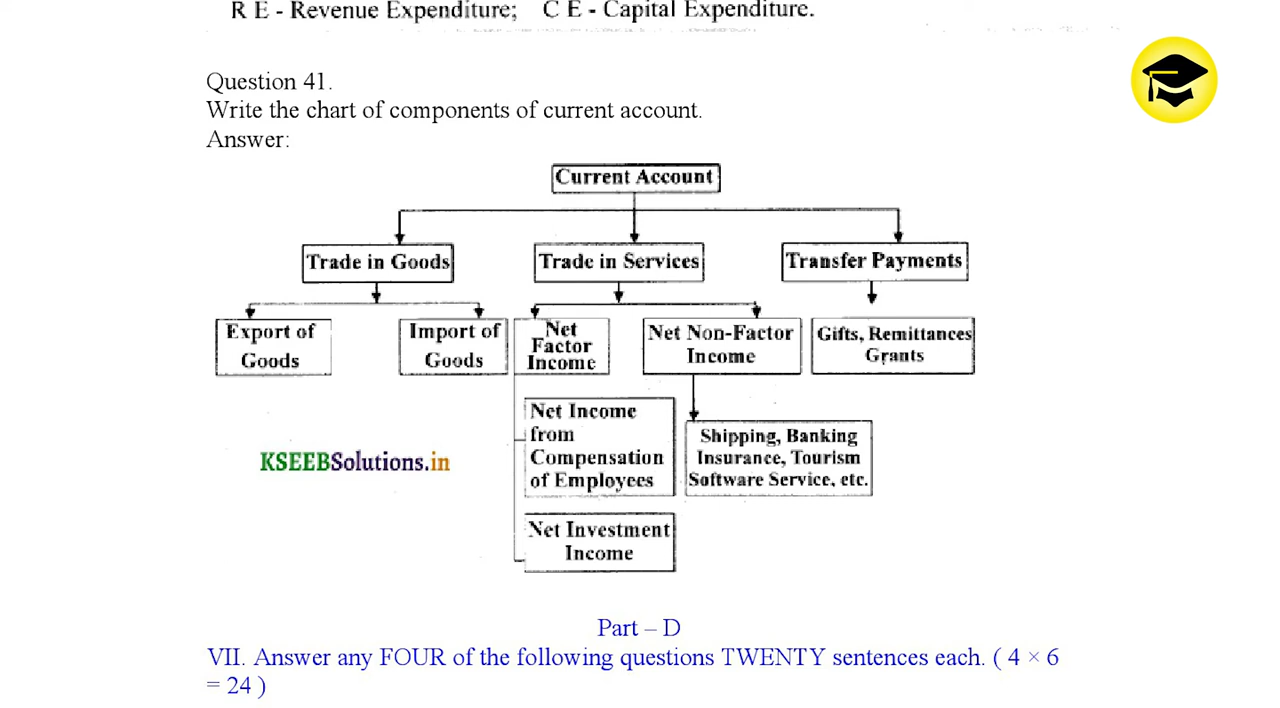 R E - Revenue Expenditure; C E - Capital Expenditure.
Question 41.
Write the chart of components of current account.
Answer:
Current Account
Trade in Goods
Trade in Services
Transfer Payments
Export of
Goods
Import of
Goods
Net
Factor
Income
Net Non-Factor
Income
Gifts, Remittances
Grants
Net Income
from
Compensation
of Employees
Shipping, Banking
Insurance, Tourism
Software Service, etc.
KSEEBSolutions.in
Net Investment
Income
Part – D
VII. Answer any FOUR of the following questions TWENTY sentences each. ( 4 × 6
= 24 )